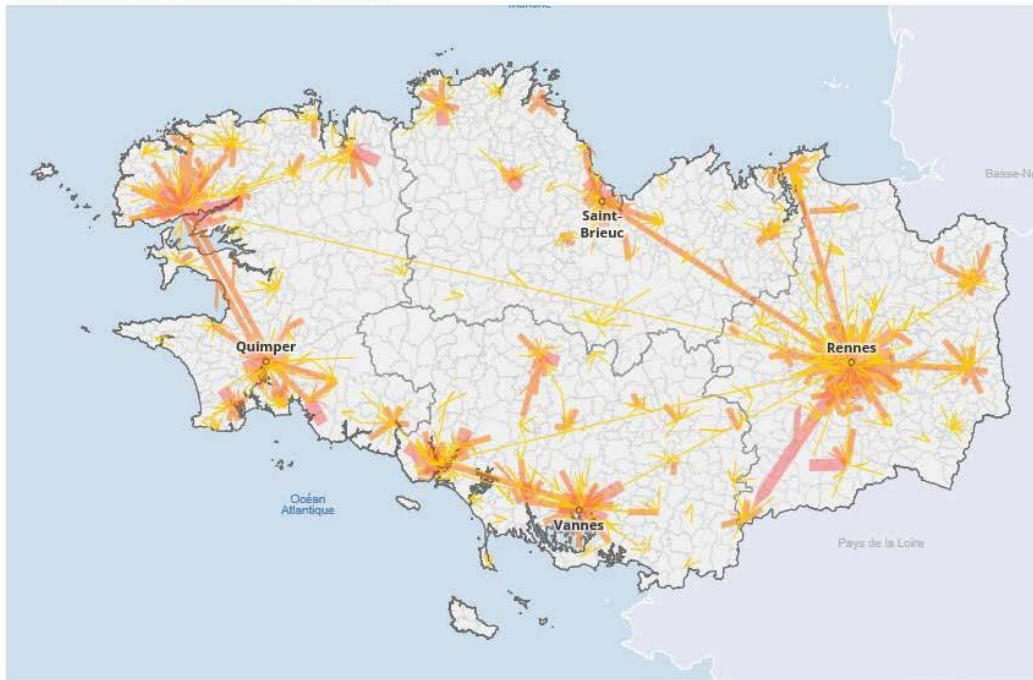 Saint-
Brieuc
Rennes
Quimper
Vannes
Océan
Atlantique
Pays de la Loire